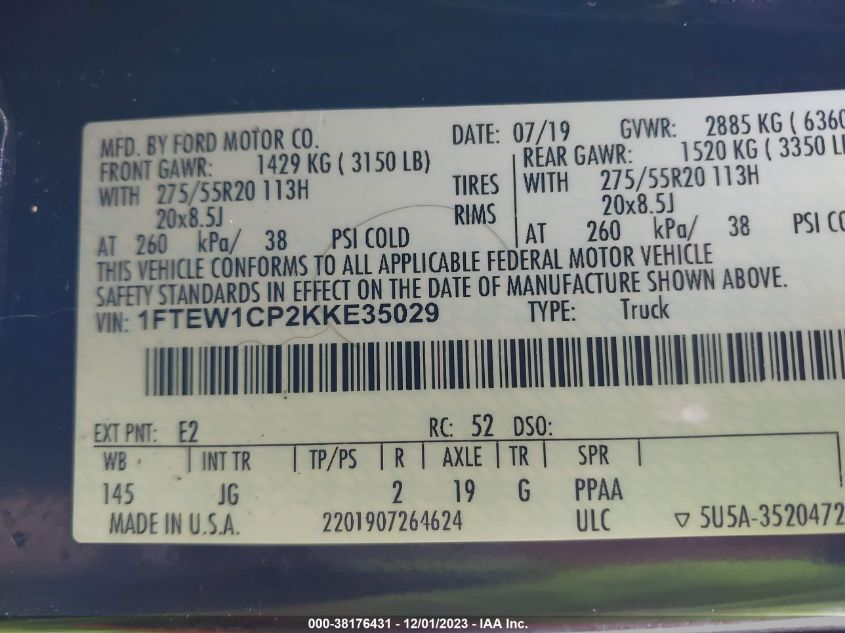 MFD. BY FORD MOTOR CO. DATE: 07/19 GVWR: 2885 KG ( 6360
FRONT GAWR: 1429 KG ( 3150 LB) REAR GAWR: 1520 KG ( 3350 LB
WITH 275/55R20 113H TIRES WITH 275/55R20 113H
20x8.5J RIMS 20x8.5J
AT 260 kPa/ 38 PSI COLD AT 260 kPa/ 38 PSI CO
THIS VEHICLE CONFORMS TO ALL APPLICABLE FEDERAL MOTOR VEHICLE
SAFETY STANDARDS IN EFFECT ON THE DATE OF MANUFACTURE SHOWN ABOVE.
VIN: 1FTEW1CP2KKE35029 TYPE: Truck
EXT PNT: E2 RC: 52 DSO:
WB INT TR TP/PS R AXLE TR SPR
145 JG 2 19 G PPAA
MADE IN U.S.A. 2201907264624 ULC ▽ 5U5A-3520472
000-38176431 - 12/01/2023 - IAA Inc.